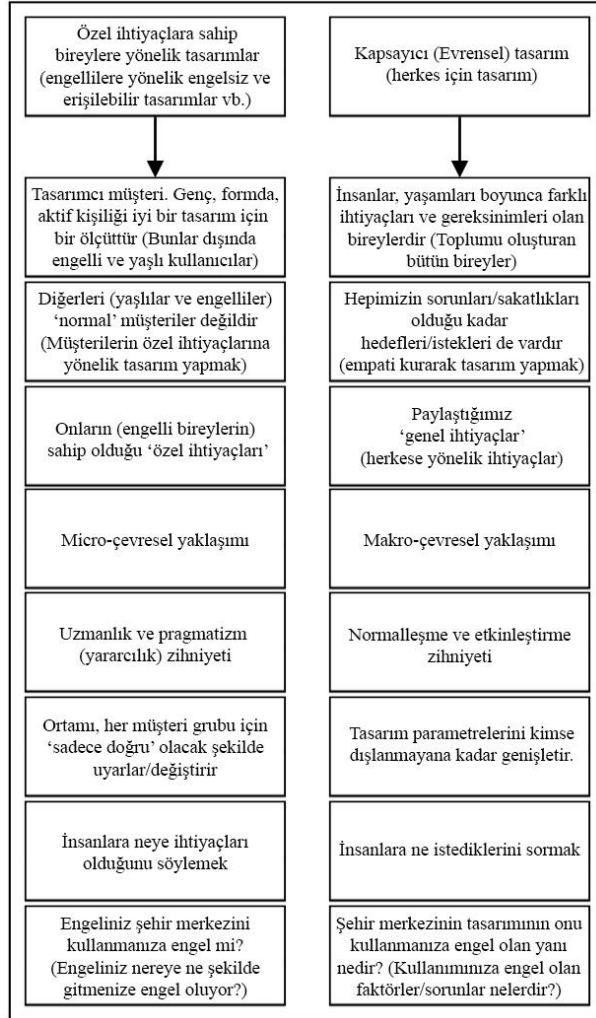 Özel ihtiyaçlara sahip
bireylere yönelik tasarımlar
(engellilere yönelik engelsiz ve
erişilebilir tasarımlar vb.)
Kapsayıcı (Evrensel) tasarım
(herkes için tasarım)
Tasarımcı müşteri. Genç, formda,
aktif kişiliği iyi bir tasarım için
bir ölçüttür (Bunlar dışında
engelli ve yaşlı kullanıcılar)
İnsanlar, yaşamları boyunca farklı
ihtiyaçları ve gereksinimleri olan
bireylerdir (Toplumu oluşturan
bütün bireyler)
Diğerleri (yaşlılar ve engelliler)
‘normal’ müşteriler değildir
(Müşterilerin özel ihtiyaçlarına
yönelik tasarım yapmak)
Hepimizin sorunları/sakatlıkları
olduğu kadar
hedefleri/istekleri de vardır
(empati kurarak tasarım yapmak)
Onların (engelli bireylerin)
sahip olduğu ‘özel ihtiyaçları’
Paylaştığımız
‘genel ihtiyaçlar’
(herkese yönelik ihtiyaçlar)
Micro-çevresel yaklaşımı
Makro-çevresel yaklaşımı
Uzmanlık ve pragmatizm
(yararcılık) zihniyeti
Normalleşme ve etkinleştirme
zihniyeti
Ortamı, her müşteri grubu için
‘sadece doğru’ olacak şekilde
uyarlar/değiştirir
Tasarım parametrelerini kimse
dışlanmayana kadar genişletir.
İnsanlara neye ihtiyaçları
olduğunu söylemek
İnsanlara ne istediklerini sormak
Engeliniz şehir merkezini
kullanmanıza engel mi?
(Engeliniz nereye ne şekilde
gitmenize engel oluyor?)
Şehir merkezinin tasarımının onu
kullanmanıza engel olan yanı
nedir? (Kullanımınıza engel olan
faktörler/sorunlar nelerdir?)